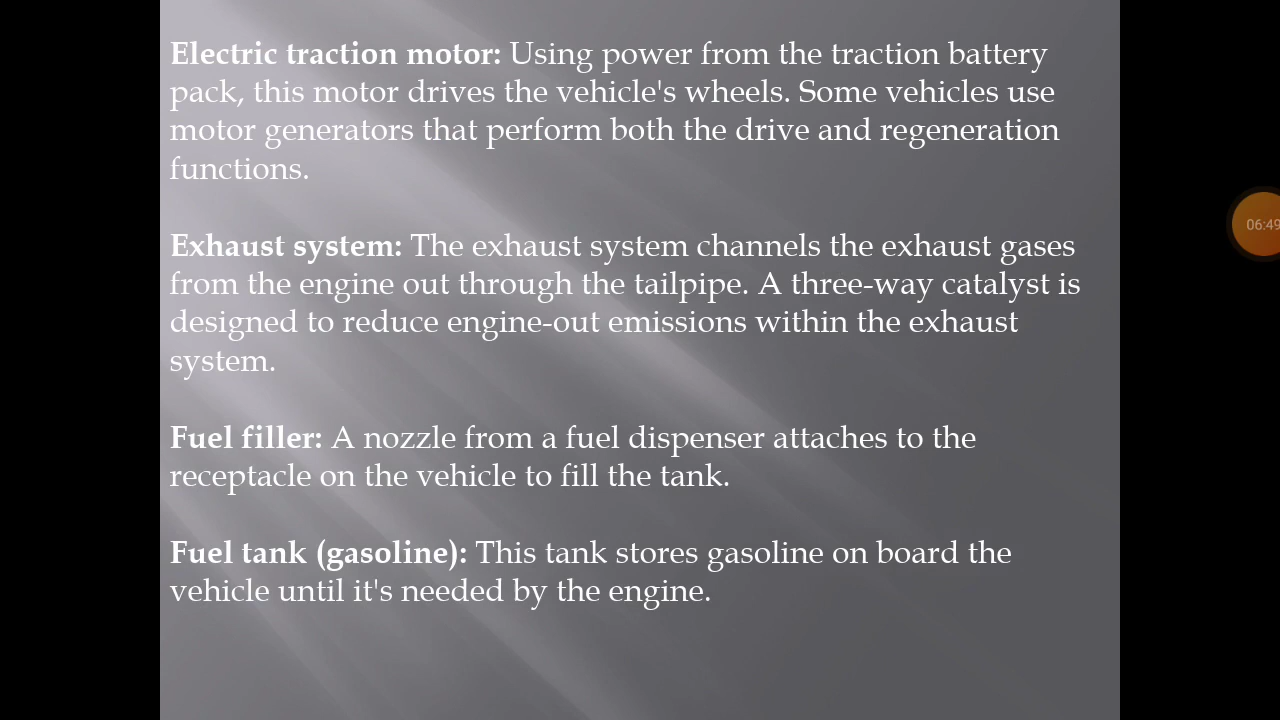 Electric traction motor: Using power from the traction battery
pack, this motor drives the vehicle's wheels. Some vehicles use
motor generators that perform both the drive and regeneration
functions.
Exhaust system: The exhaust system channels the exhaust gases
from the engine out through the tailpipe. A three-way catalyst is
designed to reduce engine-out emissions within the exhaust
system.
Fuel filler: A nozzle from a fuel dispenser attaches to the
receptacle on the vehicle to fill the tank.
Fuel tank (gasoline): This tank stores gasoline on board the
vehicle until it's needed by the engine.
06:49